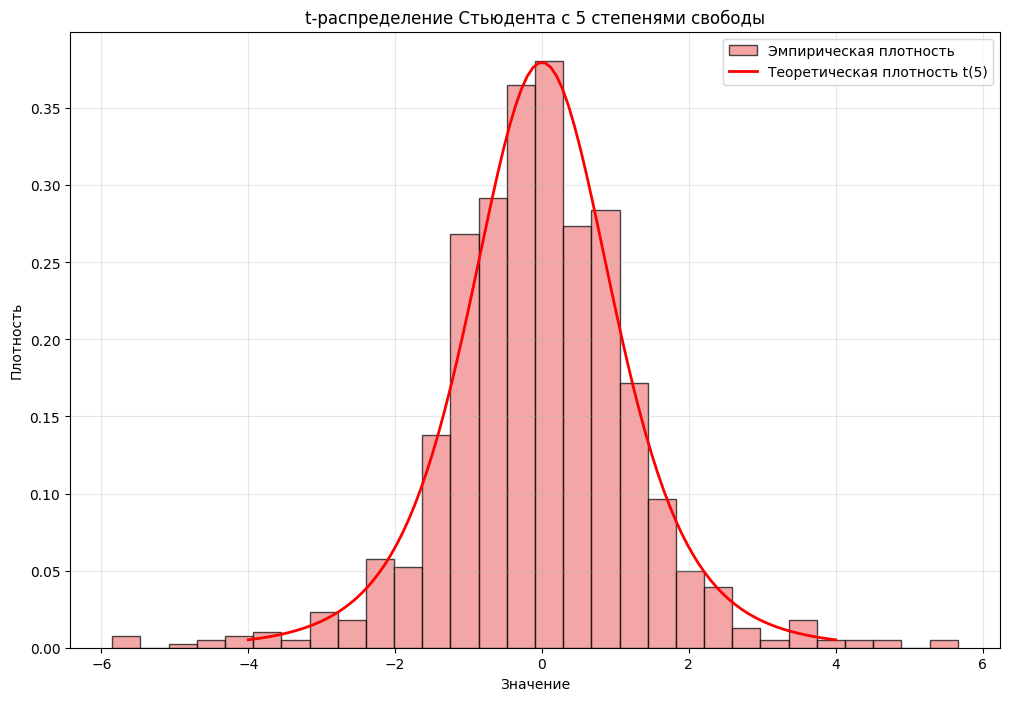 t-распределение Стьюдента с 5 степенями свободы
Эмпирическая плотность
Теоретическая плотность t(5)
Плотность
0.35
0.30
0.25
0.20
0.15
0.10
0.05
0.00
−6 −4 −2 0 2 4 6
Значение